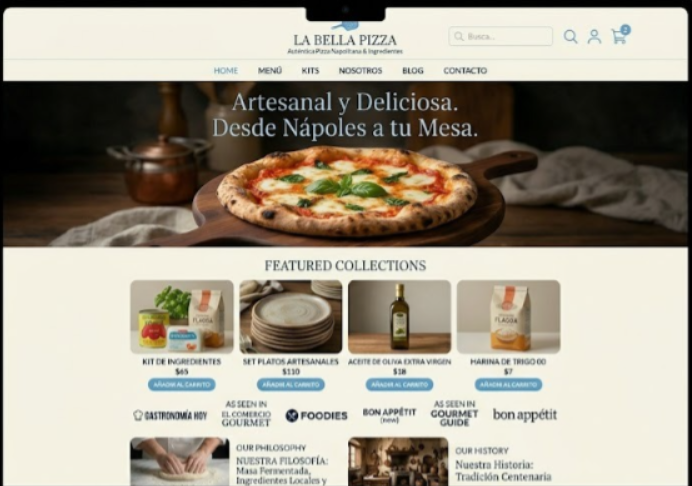 LA BELLA PIZZA
Auténtica Pizza Napolitana & Ingredientes
Busca...
2
HOME MENÚ KITS NOSOTROS BLOG CONTACTO
Artesanal y Deliciosa.
Desde Nápoles a tu Mesa.
FEATURED COLLECTIONS
KIT DE INGREDIENTES
$65
AÑADIR AL CARRITO
SET PLATOS ARTESANALES
$110
AÑADIR AL CARRITO
ACEITE DE OLIVA EXTRA VIRGEN
$18
AÑADIR AL CARRITO
HARINA DE TRIGO 00
$7
AÑADIR AL CARRITO
GASTRONOMÍA HOY
AS SEEN IN
EL COMERCIO
GOURMET
FOODIES
BON APPÉTIT
AS SEEN IN
GOURMET
GUIDE
bon appétit
OUR PHILOSOPHY
NUESTRA FILOSOFÍA:
Masa Fermentada,
Ingredientes Locales y
OUR HISTORY
Nuestra Historia:
Tradición Centenaria